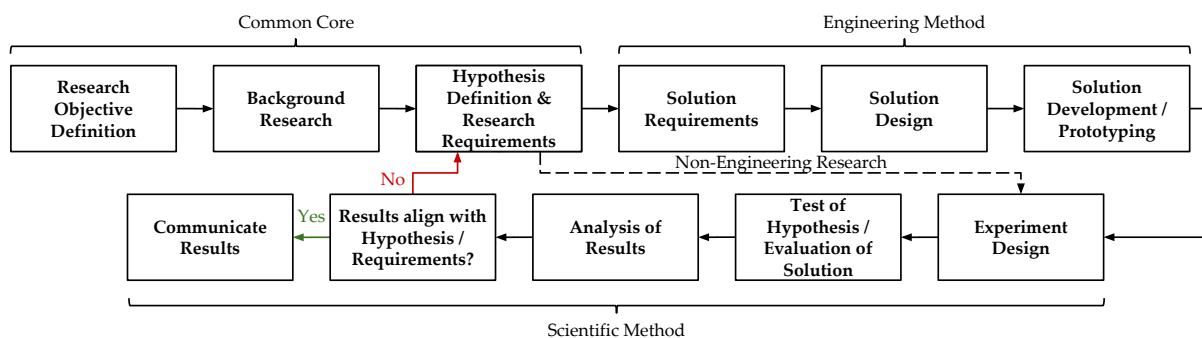 Common Core
Engineering Method
Research
Objective
Definition
Background
Research
Hypothesis
Definition &
Research
Requirements
Solution
Requirements
Solution
Design
Solution
Development /
Prototyping
Non-Engineering Research
No
Yes
Communicate
Results
Results align with
Hypothesis /
Requirements?
Analysis of
Results
Test of
Hypothesis /
Evaluation of
Solution
Experiment
Design
Scientific Method